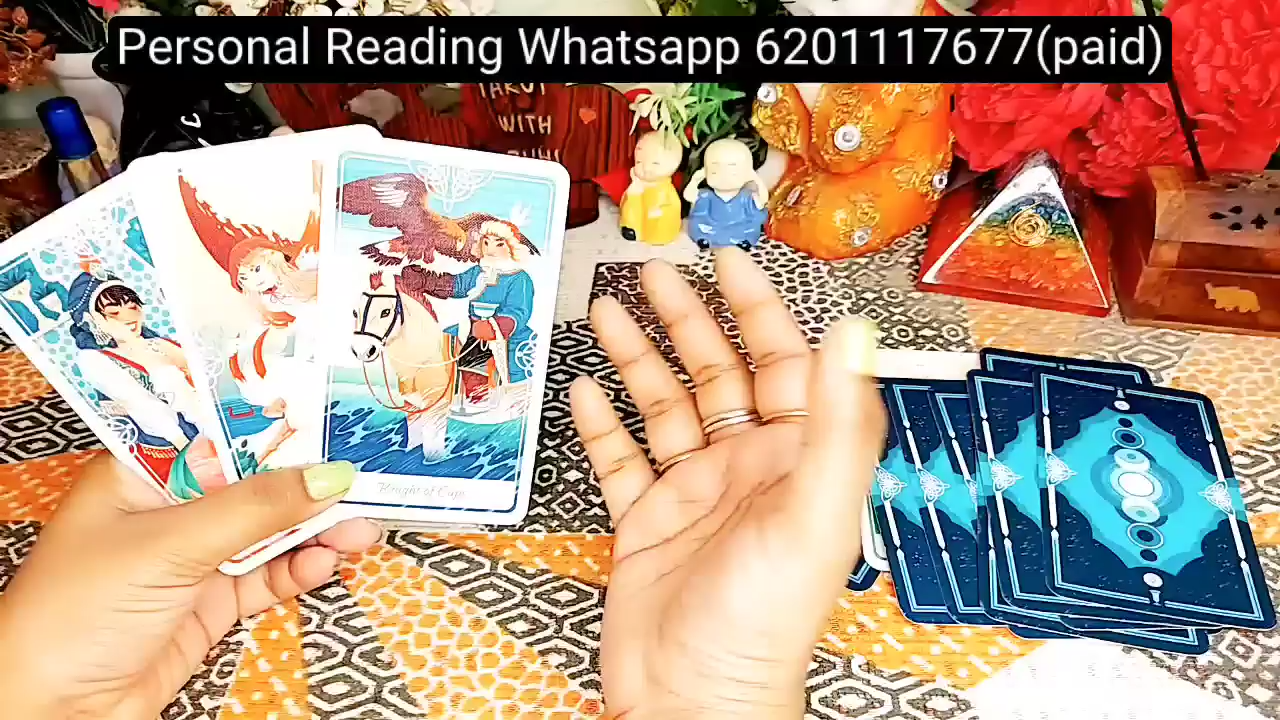 Personal Reading Whatsapp 6201117677(paid)
TAROT
WITH
Knight of Cups